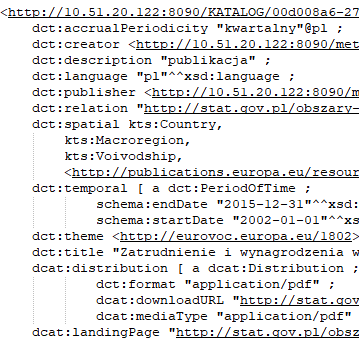 <http://10.51.20.122:8090/KATALOG/00d008a6-27
dct:accrualPeriodicity "kwartalny"@pl ;
dct:creator <http://10.51.20.122:8090/met
dct:description "publikacja" ;
dct:language "pl"^^xsd:language ;
dct:publisher <http://10.51.20.122:8090/m
dct:relation "http://stat.gov.pl/obszary-
dct:spatial kts:Country,
kts:Macroregion,
kts:Voivodship,
<http://publications.europa.eu/resour
dct:temporal [ a dct:PeriodOfTime ;
schema:endDate "2015-12-31"^^xsd:
schema:startDate "2002-01-01"^^xs
dct:theme <http://eurovoc.europa.eu/1802>
dct:title "Zatrudnienie i wynagrodzenia w
dcat:distribution [ a dcat:Distribution ;
dct:format "application/pdf" ;
dcat:downloadURL "http://stat.gov
dcat:mediaType "application/pdf"
dcat:landingPage "http://stat.gov.pl/obsz